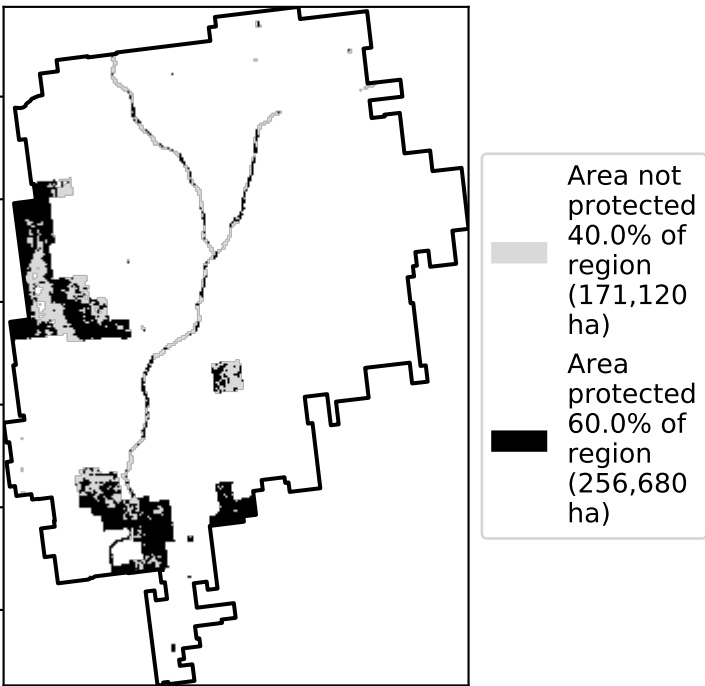 Area not
protected
40.0% of
region
(171,120
ha)
Area
protected
60.0% of
region
(256,680
ha)